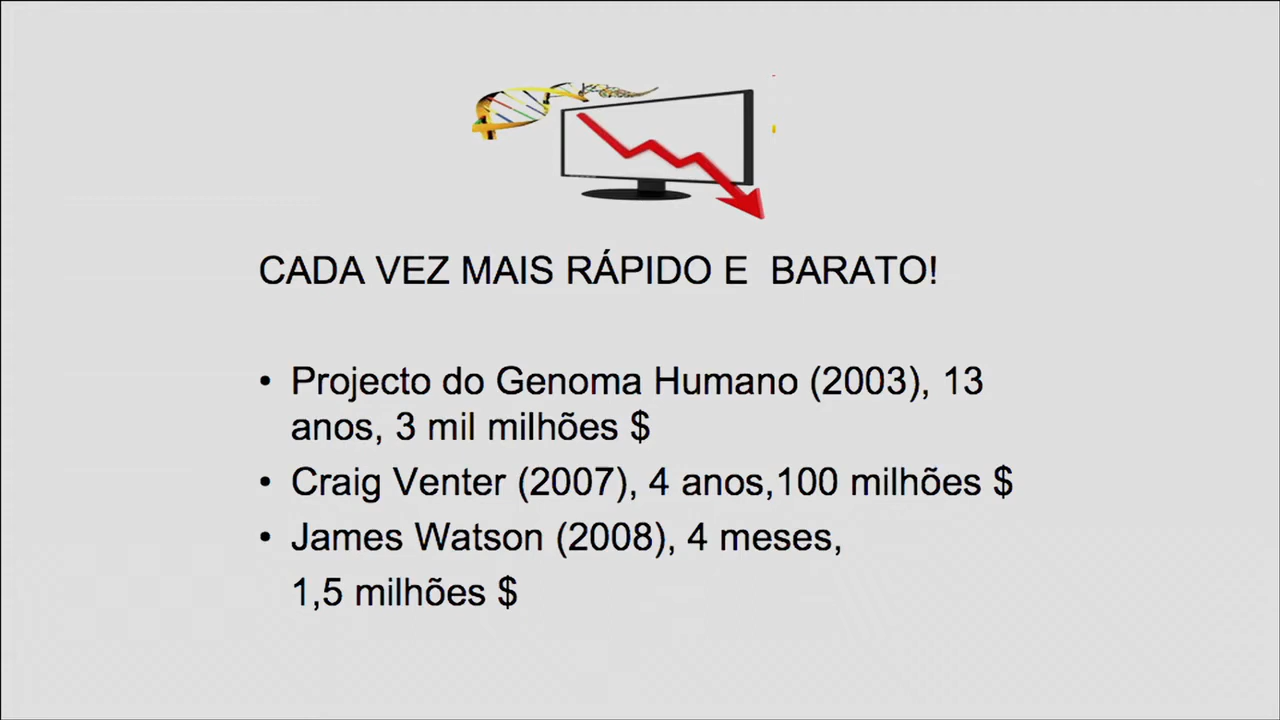 CADA VEZ MAIS RÁPIDO E  BARATO!
• Projecto do Genoma Humano (2003), 13
anos, 3 mil milhões $
• Craig Venter (2007), 4 anos,100 milhões $
• James Watson (2008), 4 meses,
1,5 milhões $